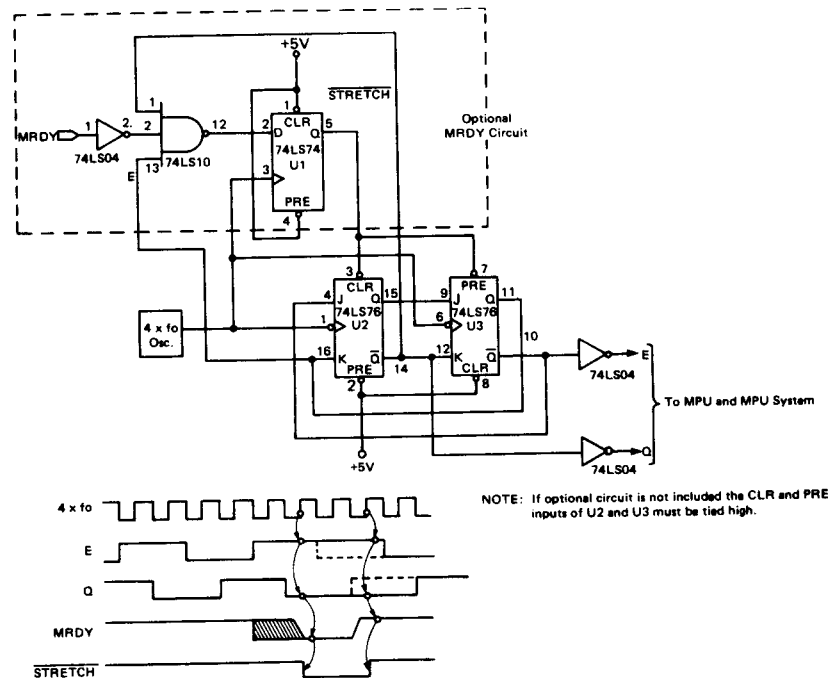 +5V
STRETCH
Optional
MRDY Circuit
MRDY
1
2.
74LS04
1
2
13
E
12
74LS10
1
CLR
2
D
Q
5
74LS74
U1
3
PRE
4
3
CLR
4
J
Q
15
74LS76
1
U2
16
K
Q
14
PRE
2
7
PRE
9
J
Q
11
74LS76
6
U3
12
K
Q
10
CLR
8
4 x fo
Osc.
+5V
74LS04
E
To MPU and MPU System
Q
74LS04
NOTE: If optional circuit is not included the CLR and PRE
inputs of U2 and U3 must be tied high.
4 x fo
E
Q
MRDY
STRETCH